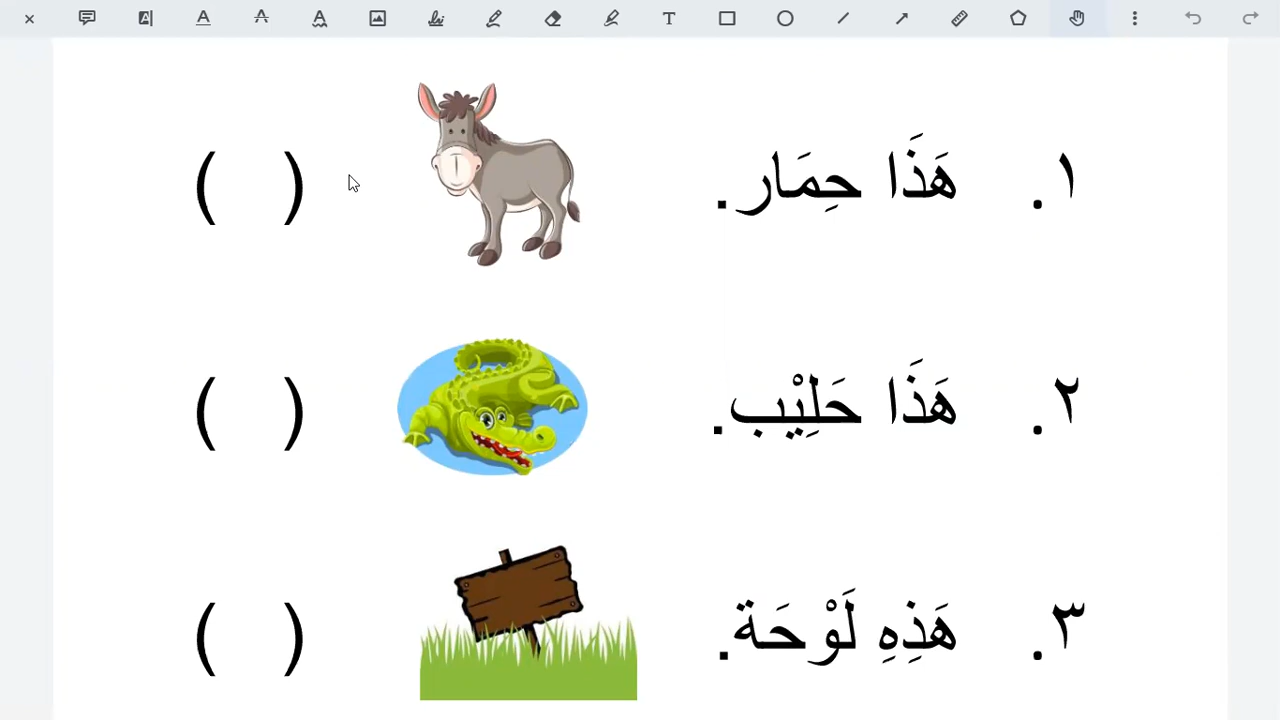 ١. هَذَا حِمَار. ( )
٢. هَذَا حَلِيْب. ( )
٣. هَذِهِ لَوْحَة. ( )